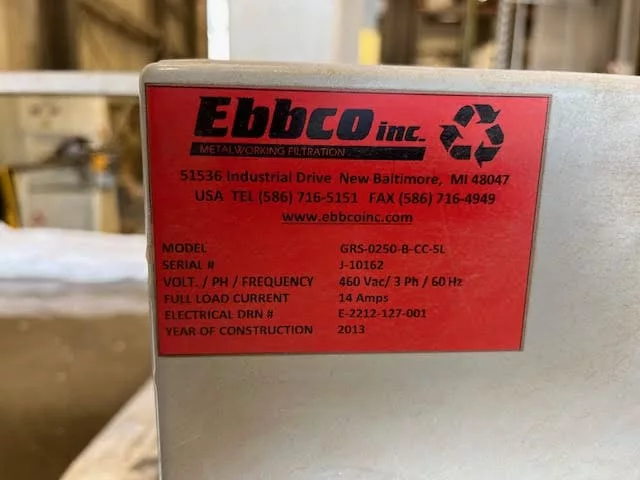 Ebbco inc.
METALWORKING FILTRATION
51536 Industrial Drive New Baltimore, MI 48047
USA TEL (586) 716-5151 FAX (586) 716-4949
www.ebbcoinc.com
MODEL GRS-0250-B-CC-SL
SERIAL # J-10162
VOLT. / PH / FREQUENCY 460 Vac/ 3 Ph / 60 Hz
FULL LOAD CURRENT 14 Amps
ELECTRICAL DRN # E-2212-127-001
YEAR OF CONSTRUCTION 2013